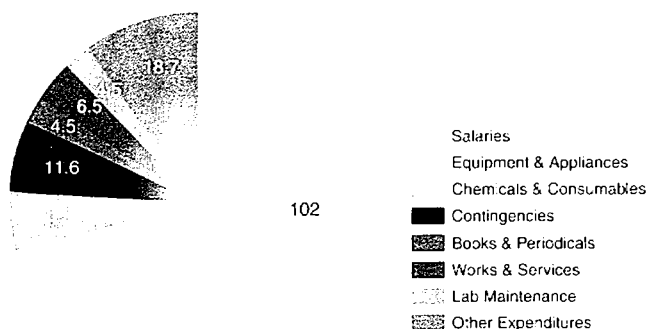 18.7
4.5
6.5
4.5
11.6
102
Salaries
Equipment & Appliances
Chemicals & Consumables
Contingencies
Books & Periodicals
Works & Services
Lab Maintenance
Other Expenditures